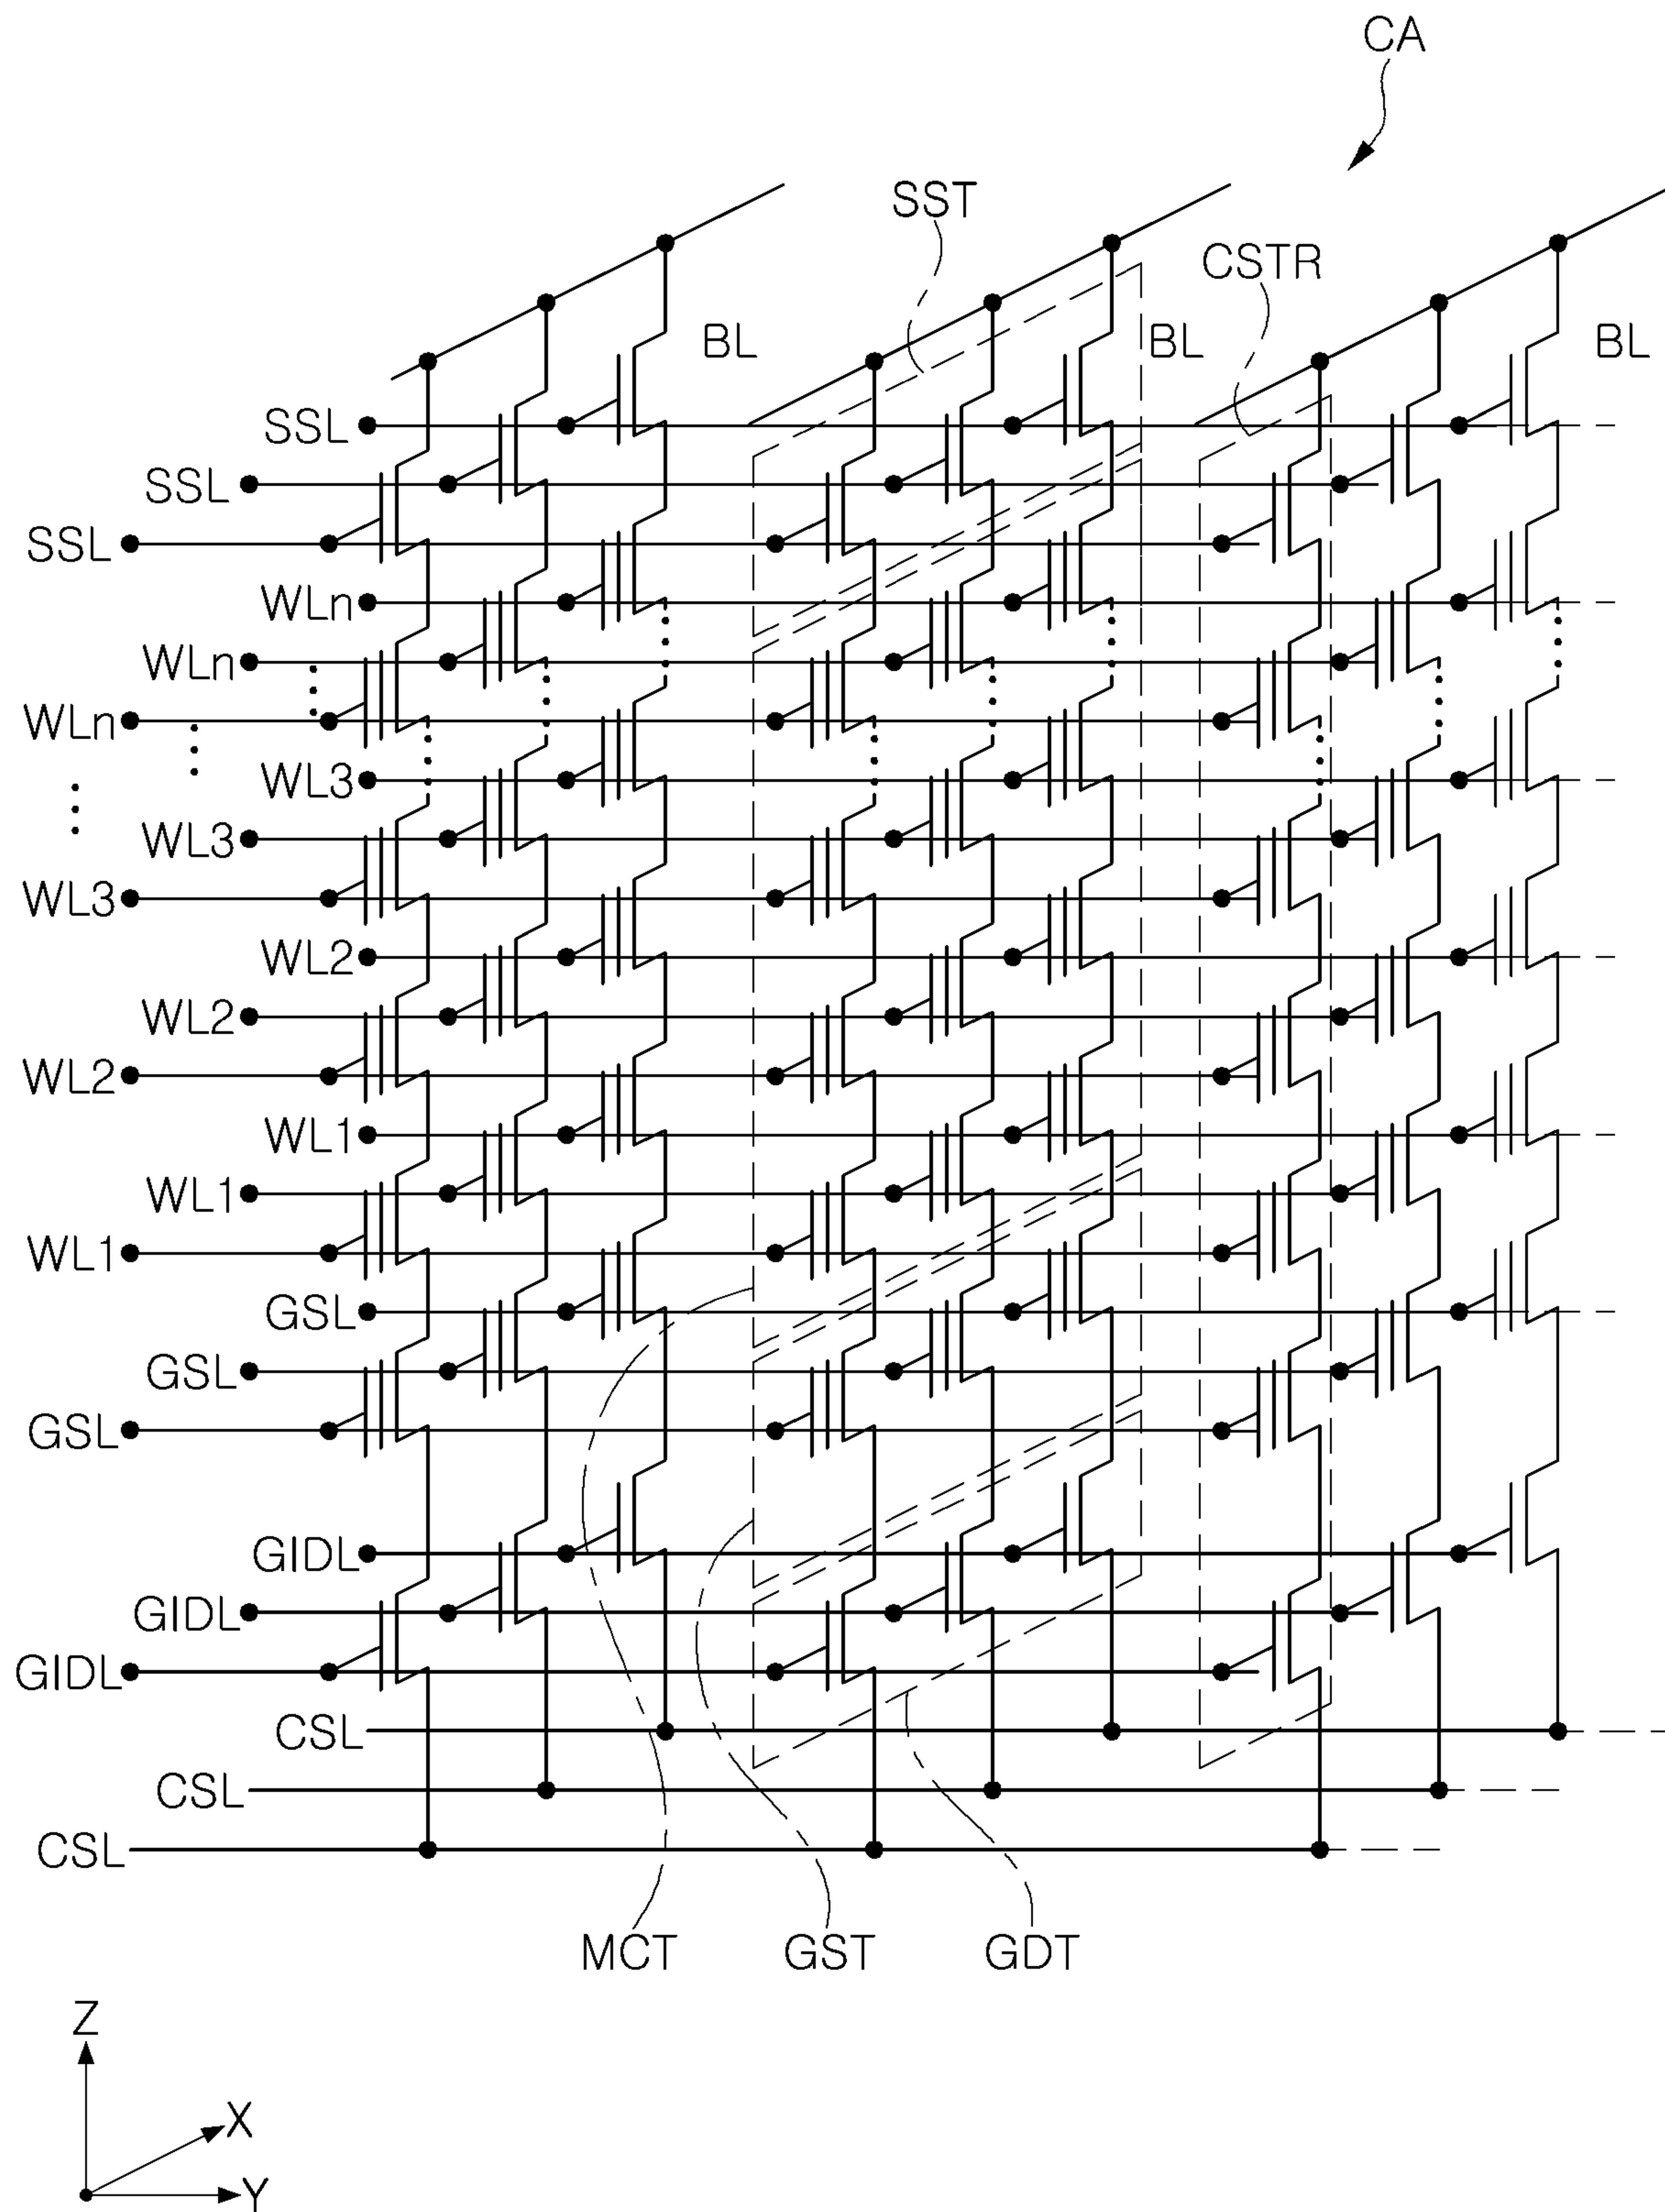 CA
SST
CSTR
BL
BL
BL
SSL
SSL
SSL
WLn
WLn
WLn
WL3
WL3
WL3
WL2
WL2
WL2
WL1
WL1
WL1
GSL
GSL
GSL
GIDL
GIDL
GIDL
CSL
CSL
CSL
MCT
GST
GDT
Z
X
Y